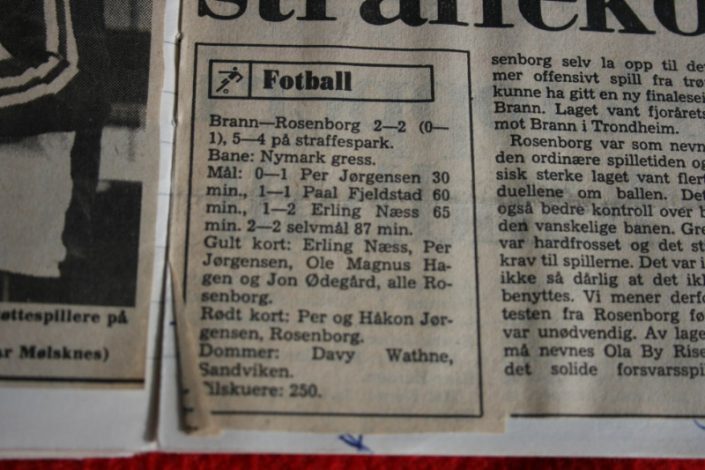 Fotball
Brann—Rosenborg 2—2 (0—
1), 5—4 på straffespark.
Bane: Nymark gress.
Mål: 0—1 Per Jørgensen 30
min., 1—1 Paal Fjeldstad 60
min., 1—2 Erling Næss 65
min. 2—2 selvmål 87 min.
Gult kort: Erling Næss, Per
Jørgensen, Ole Magnus Ha-
gen og Jon Ødegård, alle Ro-
senborg.
Rødt kort: Per og Håkon Jør-
gensen, Rosenborg.
Dommer: Davy Wathne,
Sandviken.
ilskuere: 250.
senborg selv la opp til de
mer offensivt spill fra trø
kunne ha gitt en ny finalesei
Brann. Laget vant fjorårets
mot Brann i Trondheim.
Rosenborg var som nevn
den ordinære spilletiden og
sisk sterke laget vant flert
duellene om ballen. Det
også bedre kontroll over b
den vanskelige banen. Gre
var hardfrosset og det st
krav til spillerne. Det var i
ikke så dårlig at det ikl
benyttes. Vi mener derfo
testen fra Rosenborg fø
var unødvendig. Av lage
må nevnes Ola By Rise
det solide forsvarsspi
øttespillere på
ar Mølsknes)